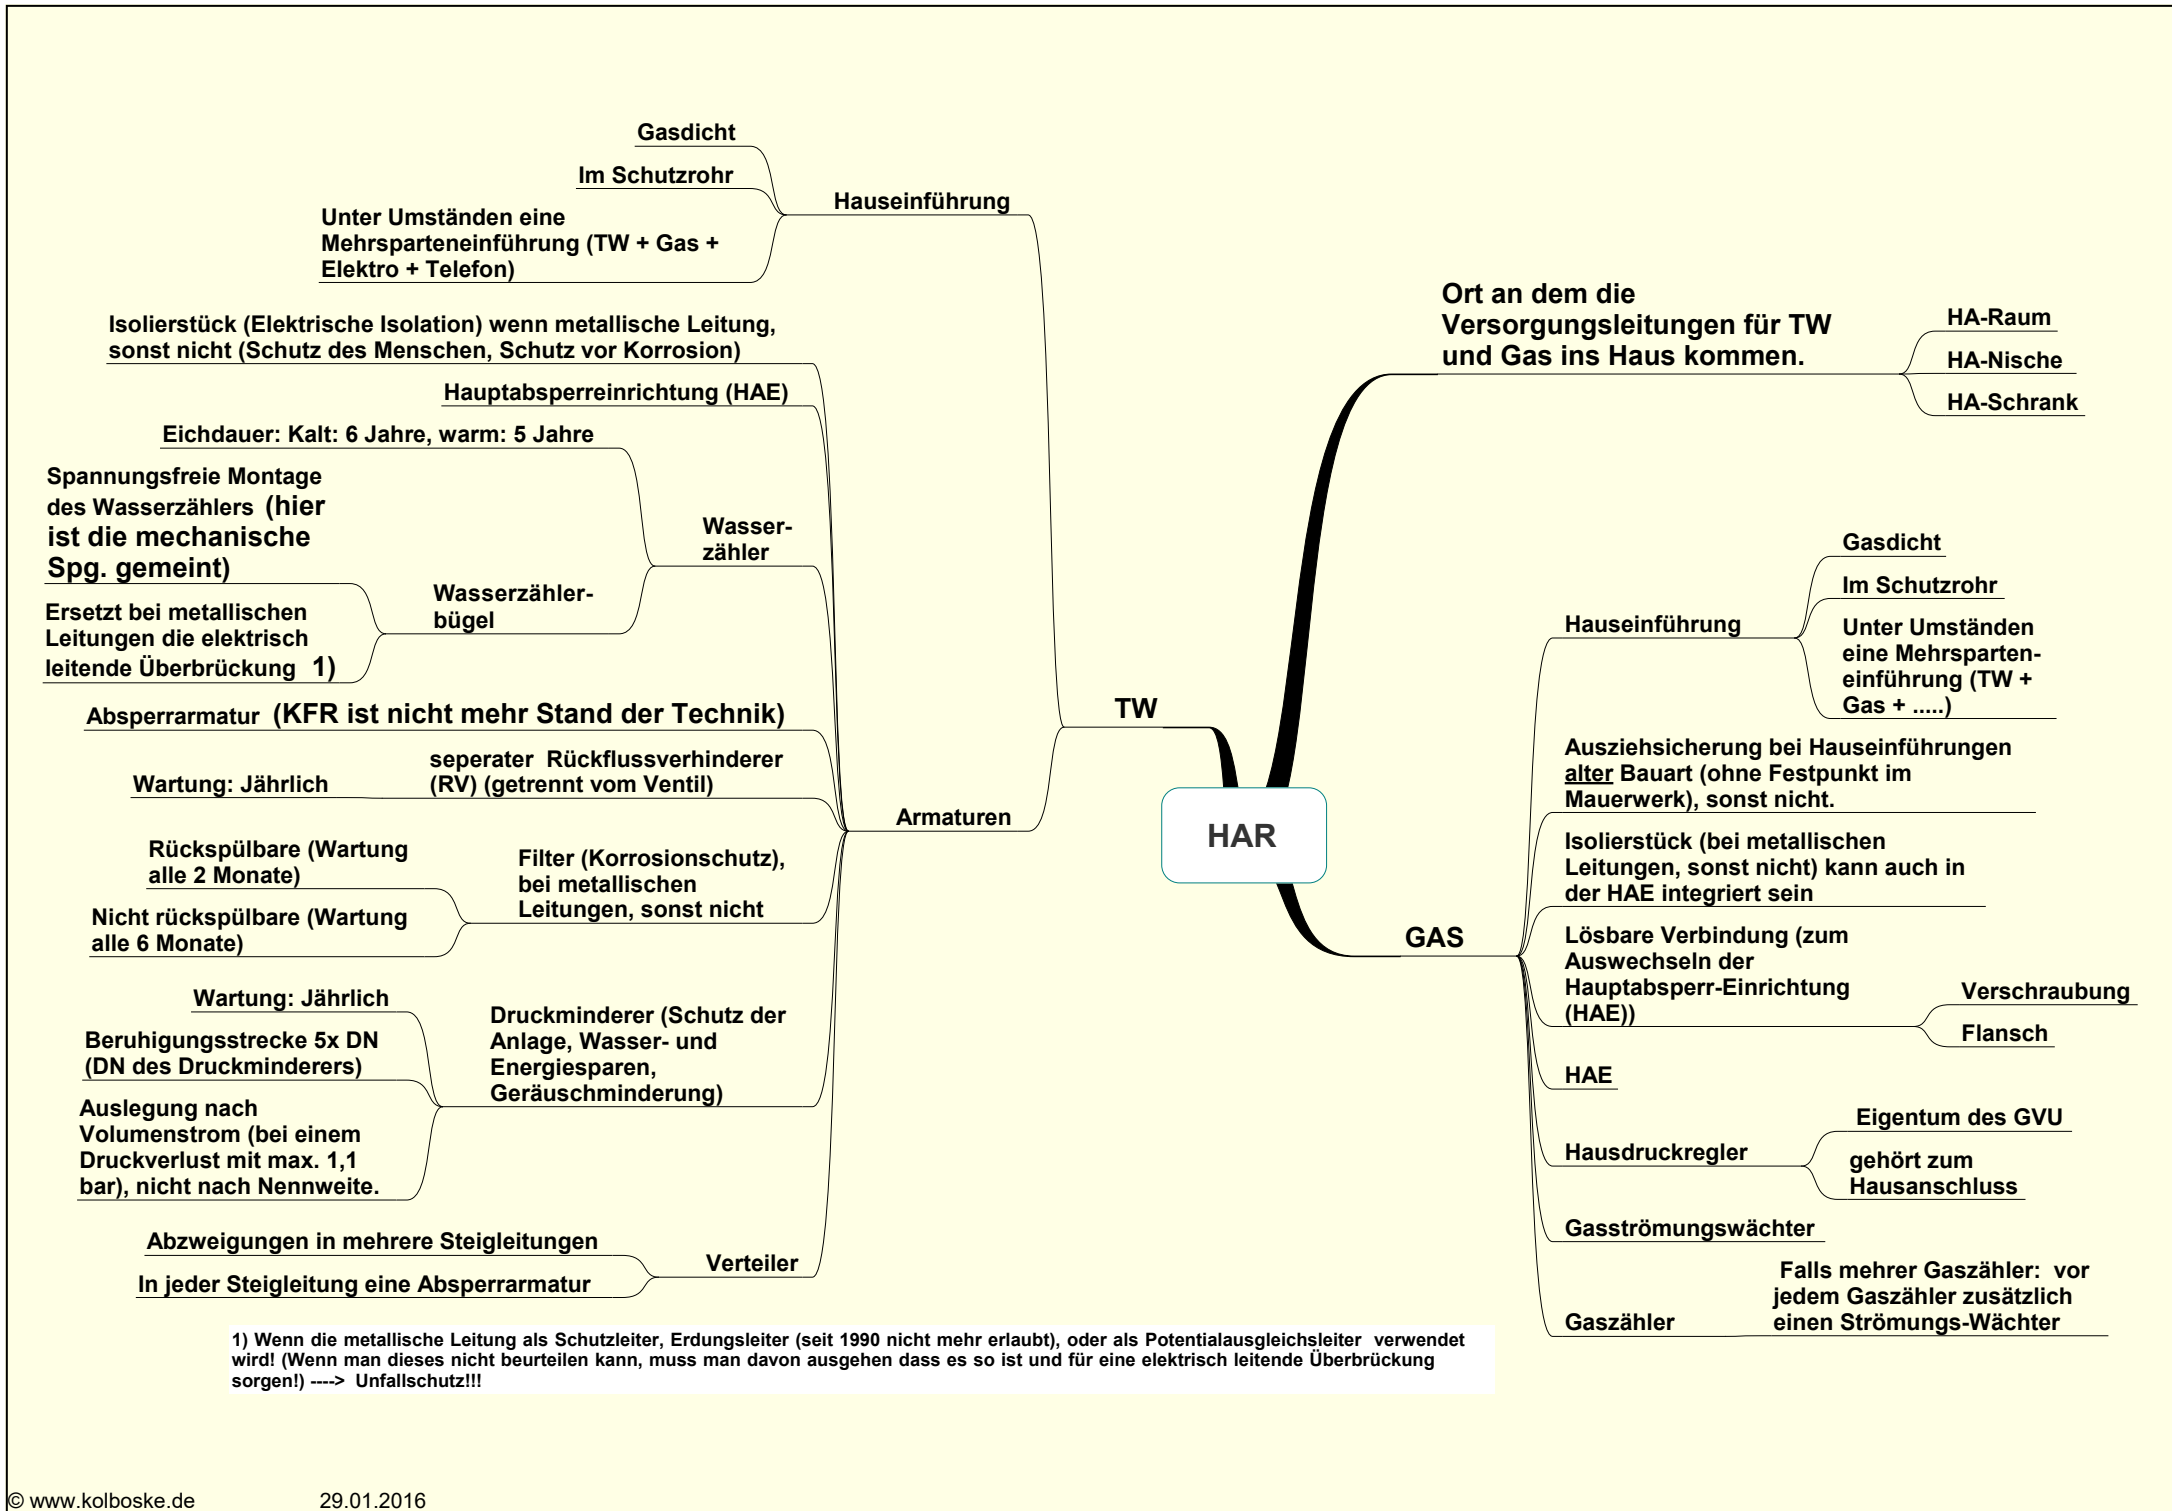 Gasdicht
Im Schutzrohr
Unter Umständen eine
Mehrsparteneinführung (TW + Gas +
Elektro + Telefon)
Hauseinführung
Isolierstück (Elektrische Isolation) wenn metallische Leitung,
sonst nicht (Schutz des Menschen, Schutz vor Korrosion)
Hauptabsperreinrichtung (HAE)
Eichdauer: Kalt: 6 Jahre, warm: 5 Jahre
Spannungsfreie Montage
des Wasserzählers (hier
ist die mechanische
Spg. gemeint)
Ersetzt bei metallischen
Leitungen die elektrisch
leitende Überbrückung 1)
Wasserzähler-
bügel
Wasser-
zähler
Absperrarmatur (KFR ist nicht mehr Stand der Technik)
Wartung: Jährlich
seperater Rückflussverhinderer
(RV) (getrennt vom Ventil)
Rückspülbare (Wartung
alle 2 Monate)
Nicht rückspülbare (Wartung
alle 6 Monate)
Filter (Korrosionschutz),
bei metallischen
Leitungen, sonst nicht
Wartung: Jährlich
Beruhigungsstrecke 5x DN
(DN des Druckminderers)
Auslegung nach
Volumenstrom (bei einem
Druckverlust mit max. 1,1
bar), nicht nach Nennweite.
Druckminderer (Schutz der
Anlage, Wasser- und
Energiesparen,
Geräuschminderung)
Abzweigungen in mehrere Steigleitungen
In jeder Steigleitung eine Absperrarmatur
Verteiler
Armaturen
TW
HAR
Ort an dem die
Versorgungsleitungen für TW
und Gas ins Haus kommen.
HA-Raum
HA-Nische
HA-Schrank
GAS
Hauseinführung
Gasdicht
Im Schutzrohr
Unter Umständen
eine Mehrsparten-
einführung (TW +
Gas + .....)
Ausziehsicherung bei Hauseinführungen
alter Bauart (ohne Festpunkt im
Mauerwerk), sonst nicht.
Isolierstück (bei metallischen
Leitungen, sonst nicht) kann auch in
der HAE integriert sein
Lösbare Verbindung (zum
Auswechseln der
Hauptabsperr-Einrichtung
(HAE))
Verschraubung
Flansch
HAE
Hausdruckregler
Eigentum des GVU
gehört zum
Hausanschluss
Gasströmungswächter
Gaszähler
Falls mehrer Gaszähler: vor
jedem Gaszähler zusätzlich
einen Strömungs-Wächter
1) Wenn die metallische Leitung als Schutzleiter, Erdungsleiter (seit 1990 nicht mehr erlaubt), oder als Potentialausgleichsleiter verwendet
wird! (Wenn man dieses nicht beurteilen kann, muss man davon ausgehen dass es so ist und für eine elektrisch leitende Überbrückung
sorgen!) ----> Unfallschutz!!!
© www.kolboske.de 29.01.2016